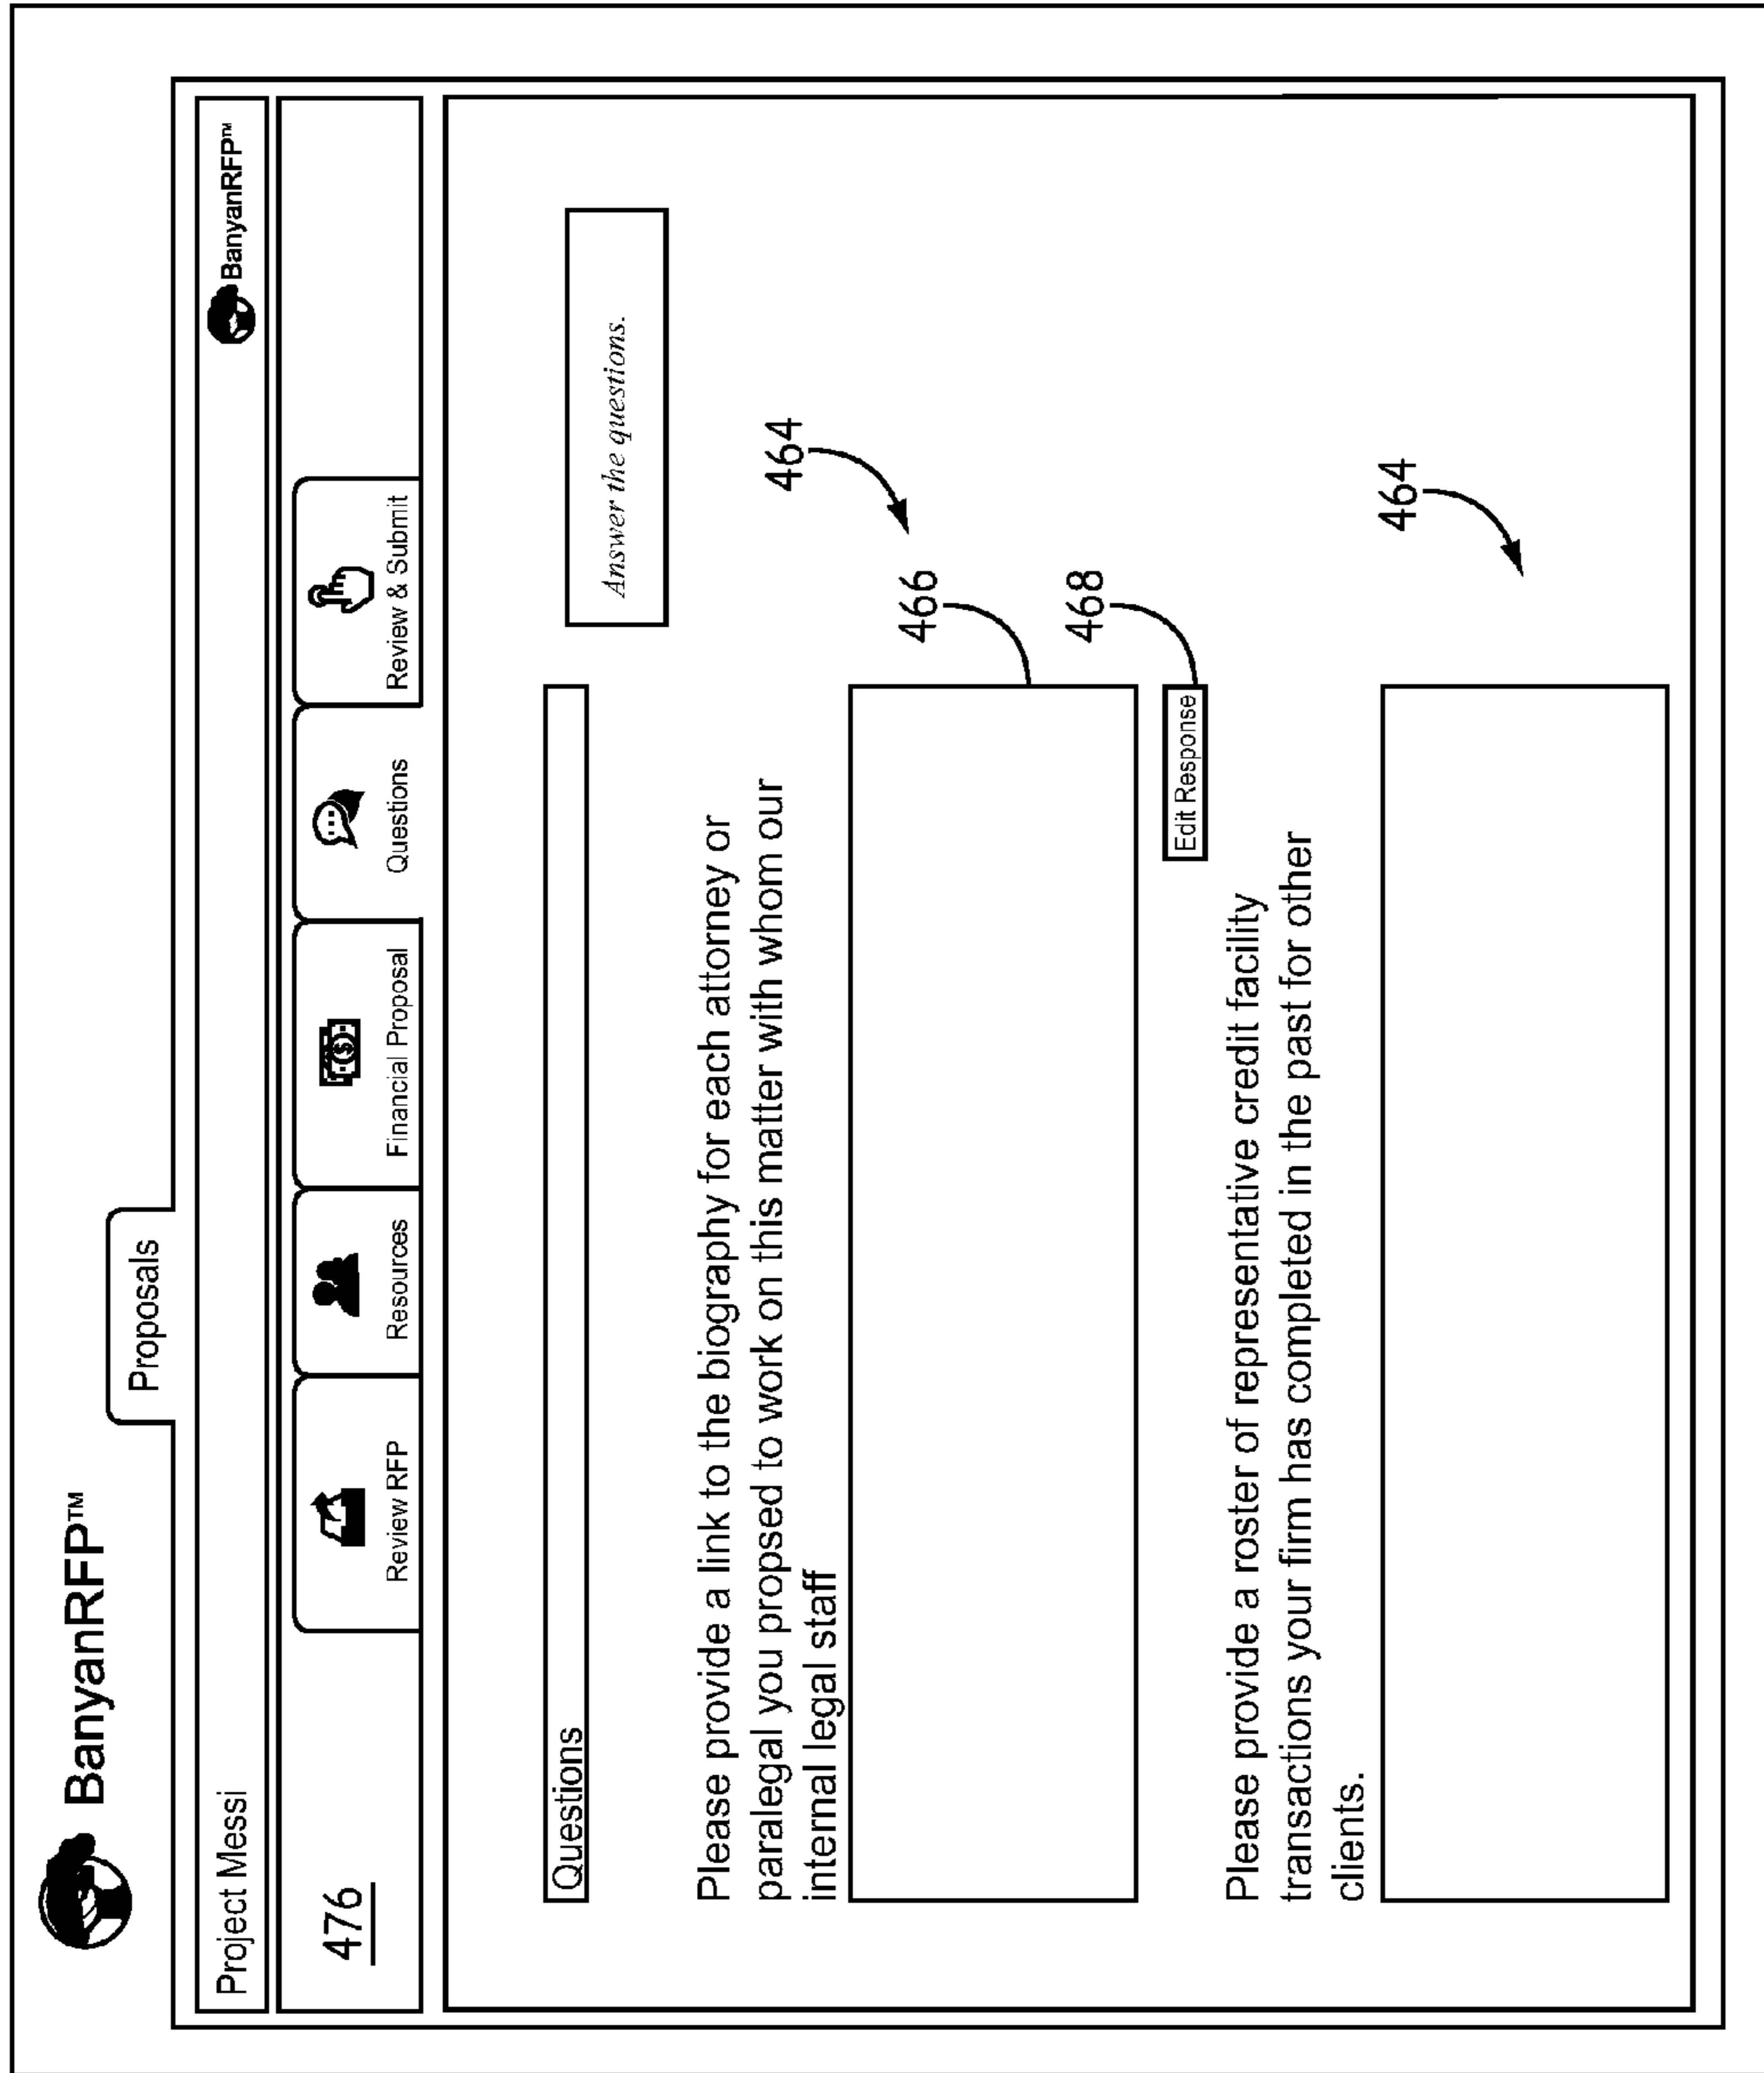 BanyanRFP™
Proposals
Project Messi
BanyanRFP™
476
Review RFP
Resources
Financial Proposal
Questions
Review & Submit
Questions
Answer the questions.
Please provide a link to the biography for each attorney or
paralegal you propsed to work on this matter with whom our
internal legal staff
464
466
468
Edit Response
Please provide a roster of representative credit facility
transactions your firm has completed in the past for other
clients.
464